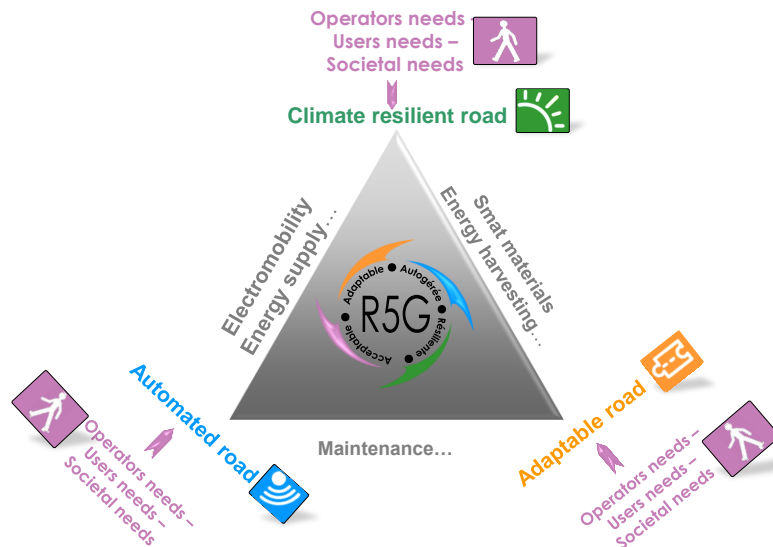 Operators needs –
Users needs –
Societal needs
Climate resilient road
Electromobility
Energy supply…
Smat materials
Energy harvesting…
Adaptable • Autogérée • Résiliente • Acceptable •
R5G
Automated road
Operators needs –
Users needs –
Societal needs
Maintenance…
Adaptable road
Operators needs –
Users needs –
Societal needs